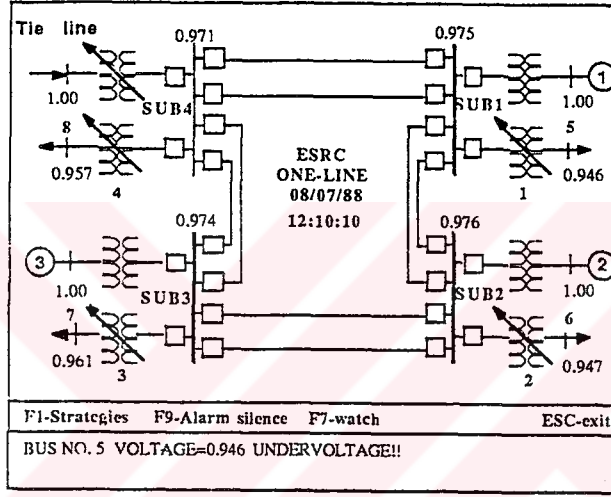 Tie line
0.971
0.975
1.00
SUB4
SUB1
1
1.00
8
0.957
4
ESRC
ONE-LINE
08/07/88
12:10:10
5
0.946
1
0.974
0.976
3
1.00
SUB3
SUB2
2
1.00
7
0.961
3
6
0.947
2
F1-Strategies F9-Alarm silence F7-watch ESC-exit
BUS NO. 5 VOLTAGE=0.946 UNDERVOLTAGE!!